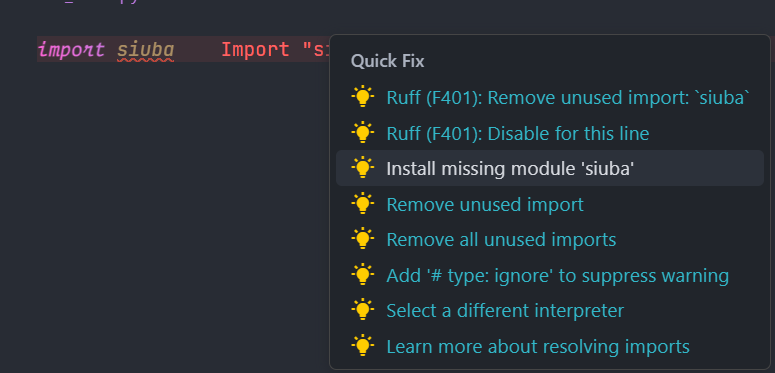 import siuba Import "si
Quick Fix
Ruff (F401): Remove unused import: `siuba`
Ruff (F401): Disable for this line
Install missing module 'siuba'
Remove unused import
Remove all unused imports
Add '# type: ignore' to suppress warning
Select a different interpreter
Learn more about resolving imports